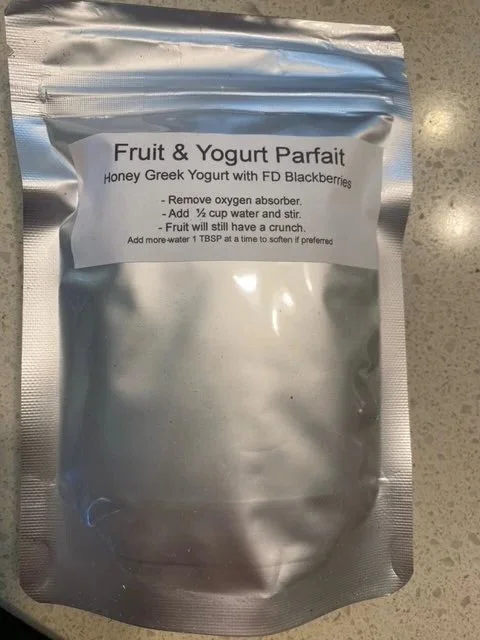 Fruit & Yogurt Parfait
Honey Greek Yogurt with FD Blackberries
- Remove oxygen absorber.
- Add ½ cup water and stir.
- Fruit will still have a crunch.
Add more water 1 TBSP at a time to soften if preferred